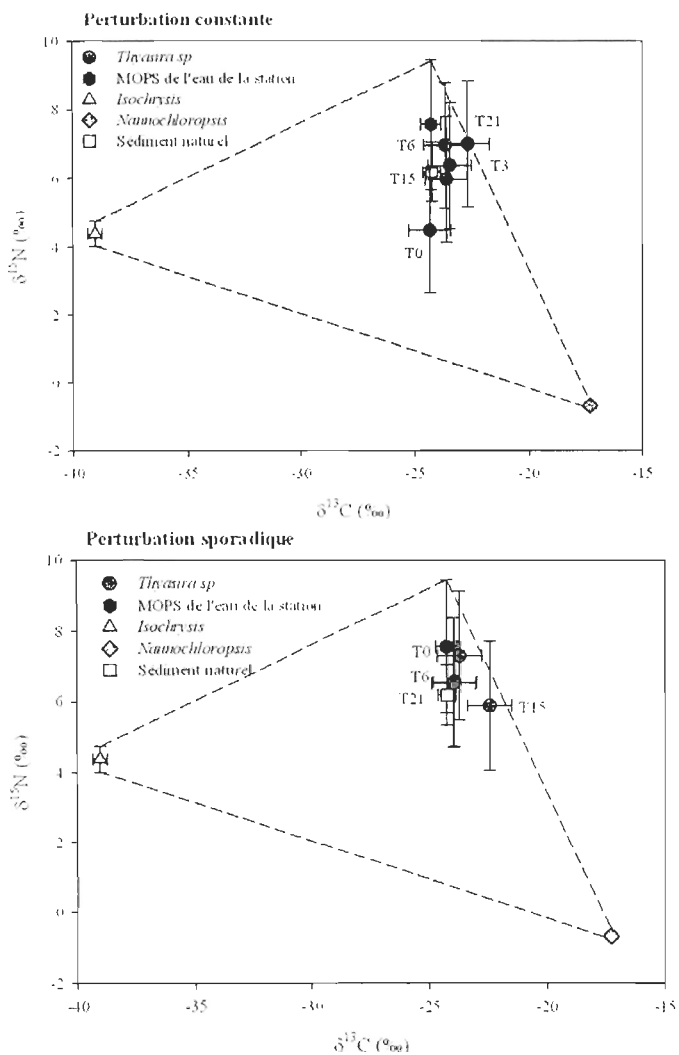 Perturbation constante
10
Thyasira sp
MOPS de l'eau de la station
Isochrysis
Nannochloropsis
Sédiment naturel
8
6
4
2
-2
T21
T6
T3
T15
T0
δ15N (‰)
-40
-35
-30
-25
-20
-15
δ13C (‰)
Perturbation sporadique
10
Thyasira sp
MOPS de l'eau de la station
Isochrysis
Nannochloropsis
Sédiment naturel
8
6
4
2
0
-2
T0
T6
T21
T15
δ15N (‰)
-40
-35
-30
-25
-20
-15
δ13C (‰)